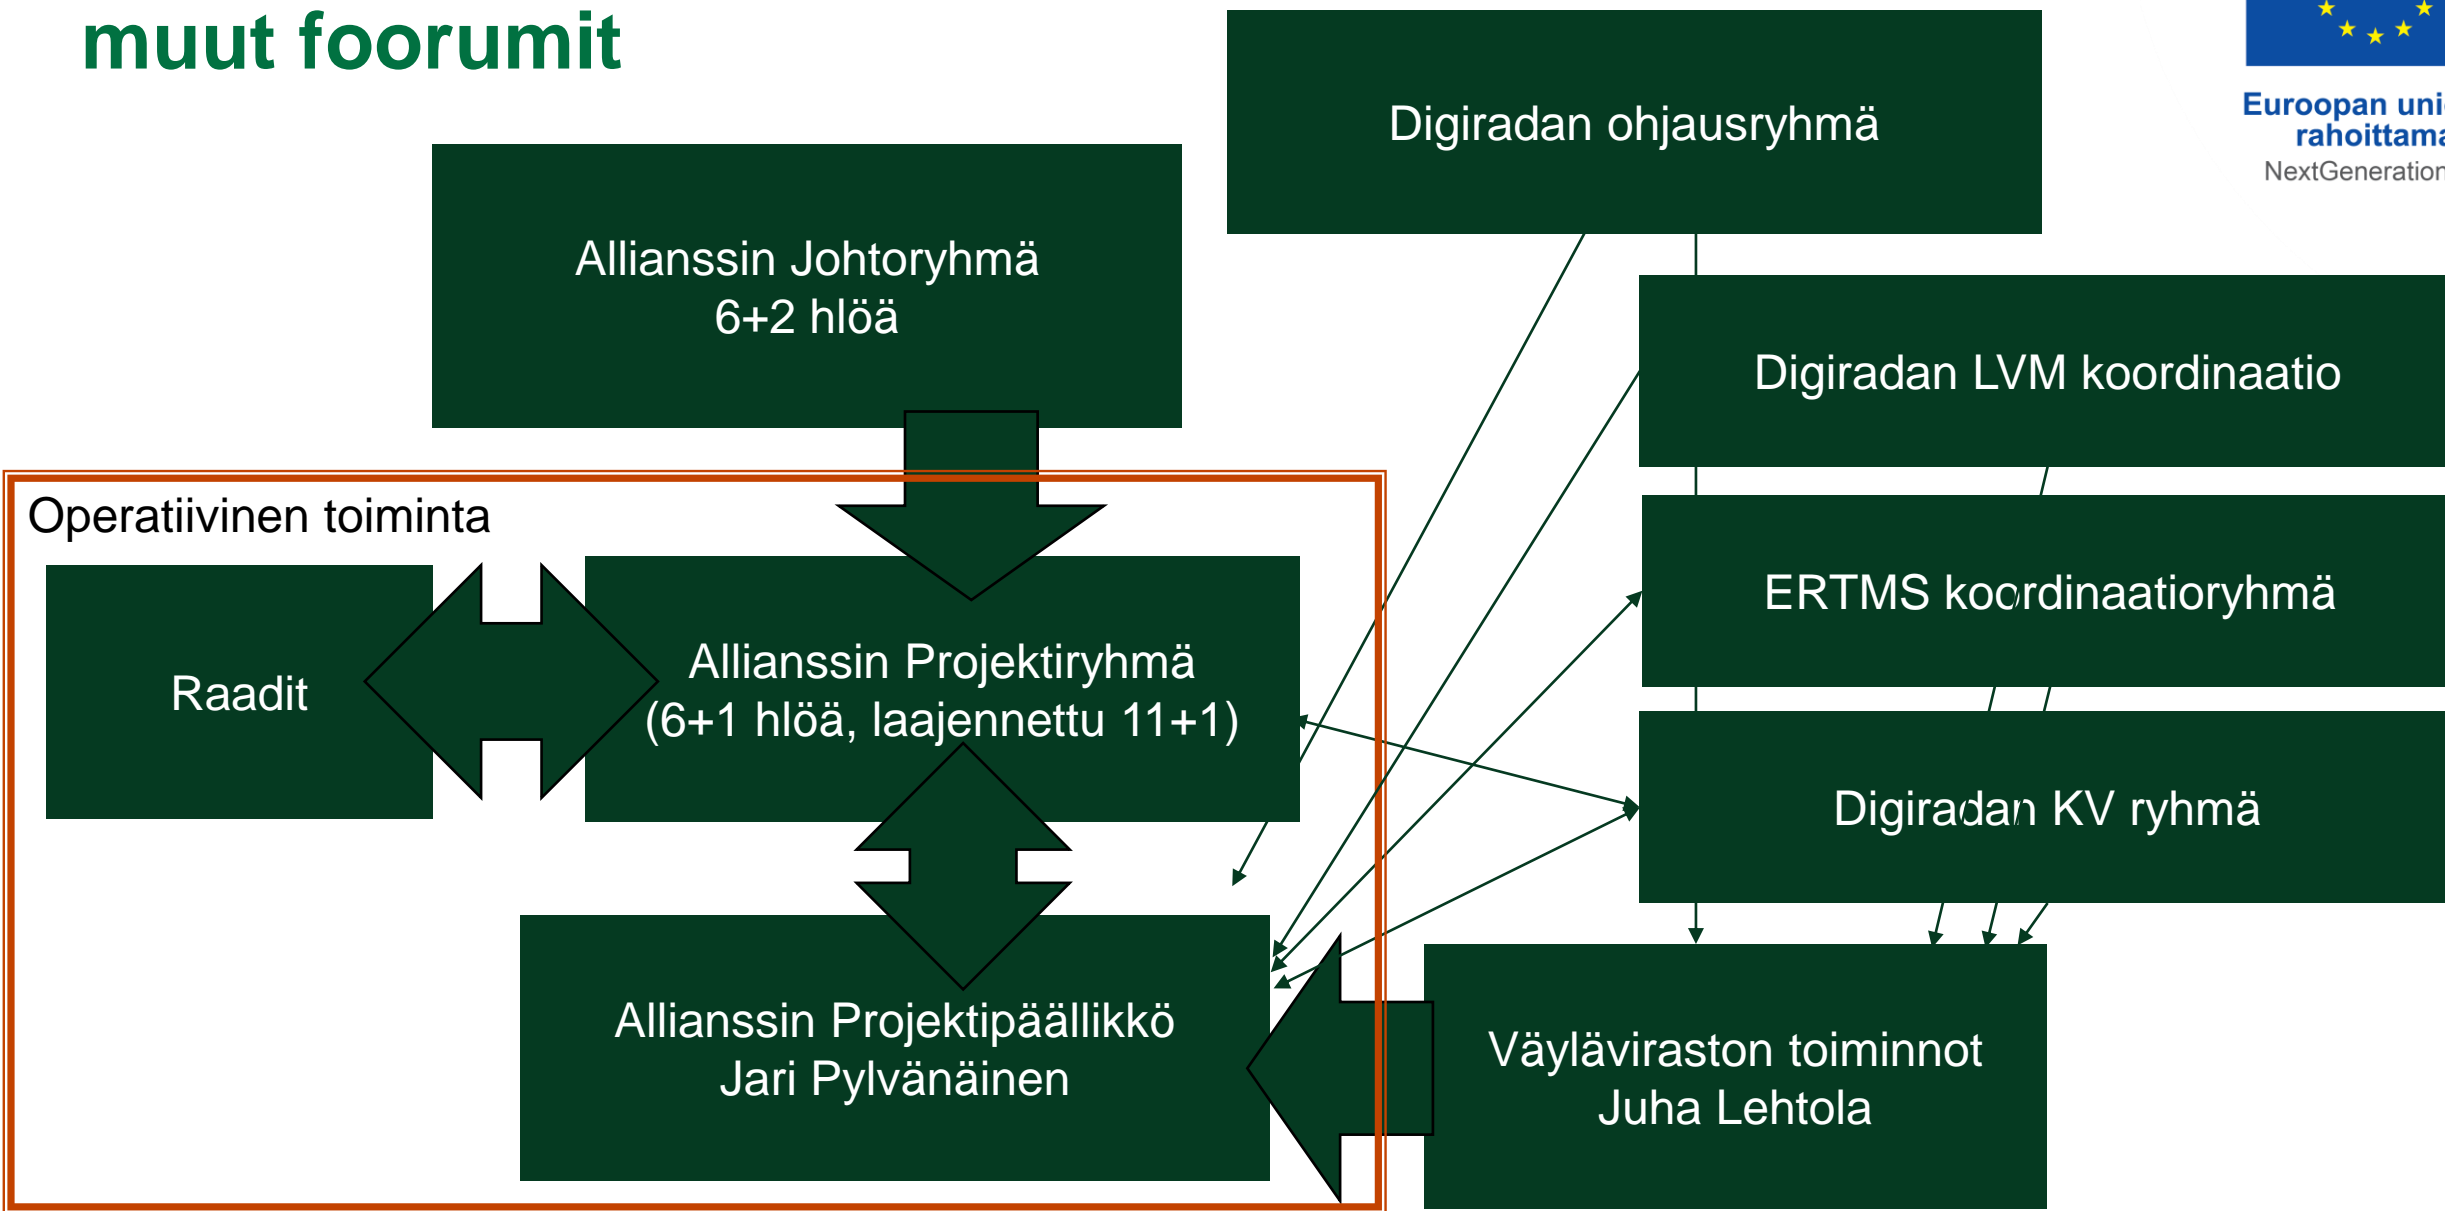 muut foorumit
Digiradan ohjausryhmä
Euroopan
NextGeneration
Allianssin Johtoryhmä
6+2 hlöä
Digiradan LVM koordinaatio
Operatiivinen toiminta
ERTMS koordinaatioryhmä
Raadit
Allianssin Projektiryhmä
(6+1 hlöä, laajennettu 11+1)
Digiradan KV ryhmä
Allianssin Projektipäällikkö
Jari Pylvänäinen
Väyläviraston toiminnot
Juha Lehtola